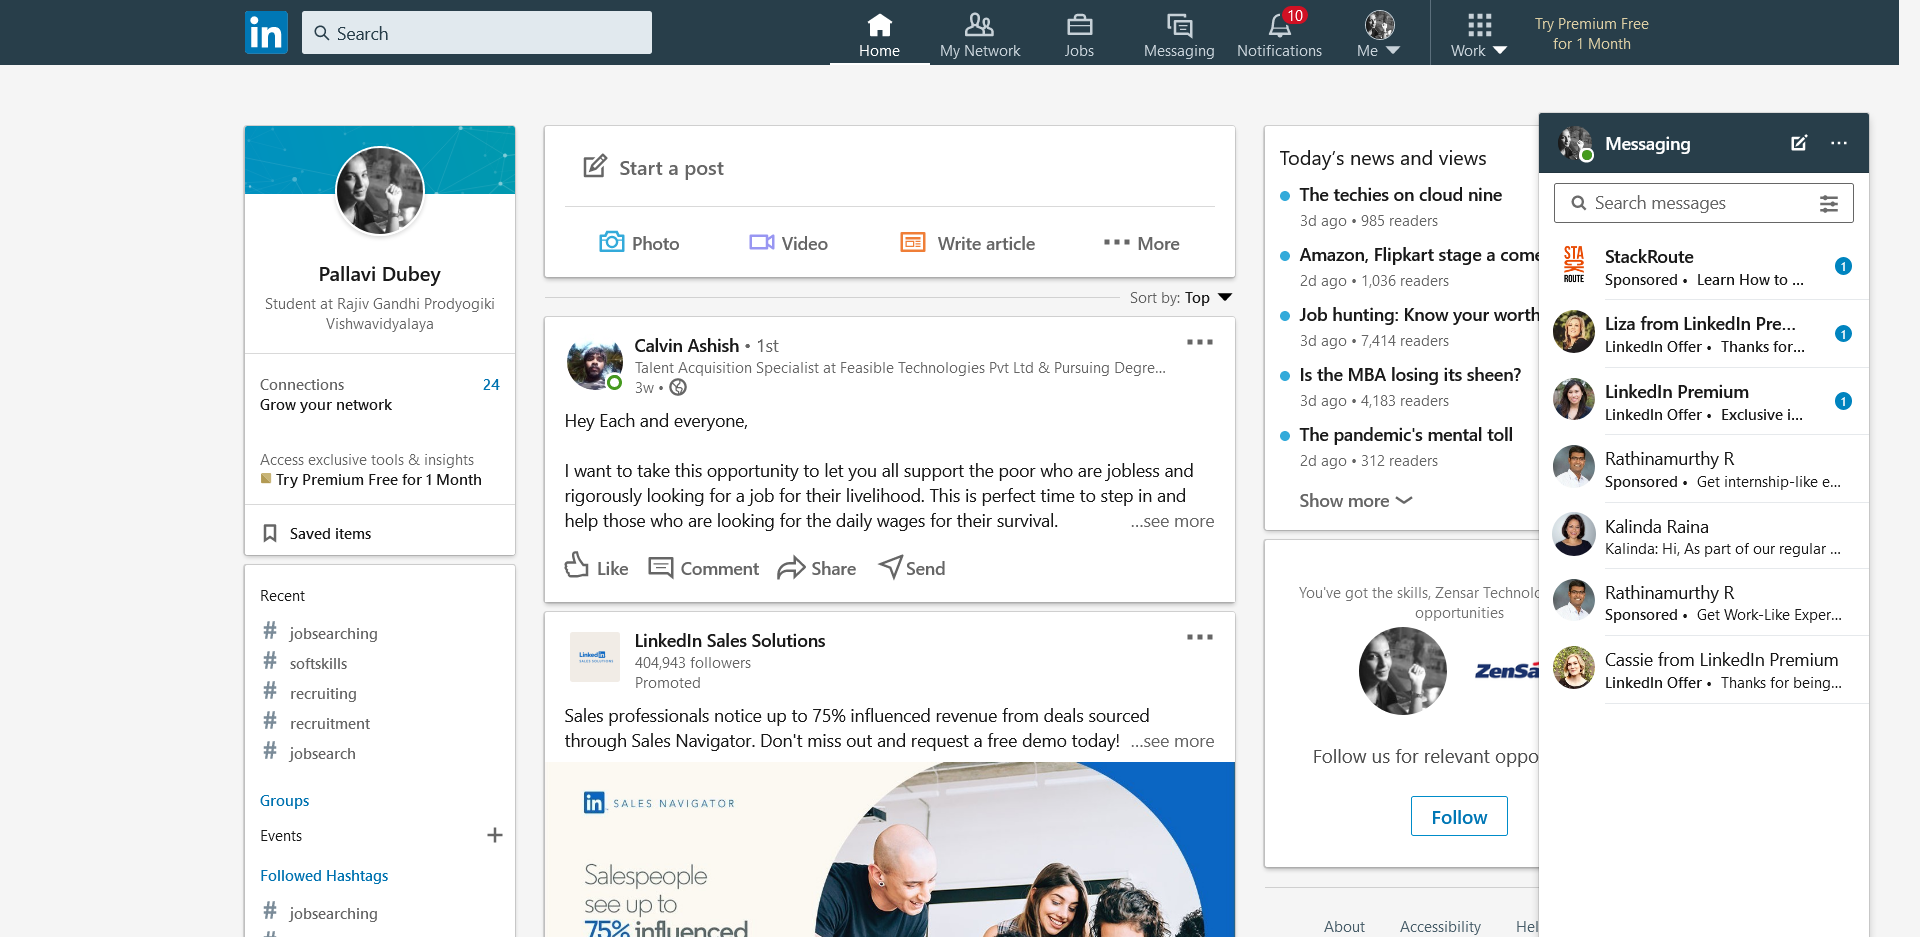 in
Search
Home
My Network
Jobs
Messaging
10
Notifications
Me
Work
Try Premium Free
for 1 Month
Pallavi Dubey
Student at Rajiv Gandhi Prodyogiki
Vishwavidyalaya
Connections 24
Grow your network
Access exclusive tools & insights
Try Premium Free for 1 Month
Saved items
Recent
# jobsearching
# softskills
# recruiting
# recruitment
# jobsearch
Groups
Events
Followed Hashtags
# jobsearching
#
Start a post
Photo Video Write article More
Sort by: Top
Calvin Ashish • 1st
Talent Acquisition Specialist at Feasible Technologies Pvt Ltd & Pursuing Degre...
3w •
Hey Each and everyone,
I want to take this opportunity to let you all support the poor who are jobless and
rigorously looking for a job for their livelihood. This is perfect time to step in and
help those who are looking for the daily wages for their survival. ...see more
Like Comment Share Send
LinkedIn
SALES SOLUTIONS
LinkedIn Sales Solutions
404,943 followers
Promoted
Sales professionals notice up to 75% influenced revenue from deals sourced
through Sales Navigator. Don't miss out and request a free demo today! ...see more
in SALES NAVIGATOR
Salespeople
see up to
75% influenced
Today's news and views
The techies on cloud nine
3d ago • 985 readers
Amazon, Flipkart stage a come
2d ago • 1,036 readers
Job hunting: Know your worth
3d ago • 7,414 readers
Is the MBA losing its sheen?
3d ago • 4,183 readers
The pandemic's mental toll
2d ago • 312 readers
Show more
You've got the skills, Zensar Technolo
opportunities
ZenSa
Follow us for relevant oppo
Follow
About Accessibility Hel
Messaging
Search messages
STACK
ROUTE
StackRoute
Sponsored • Learn How to ...
1
Liza from LinkedIn Pre...
LinkedIn Offer • Thanks for...
1
LinkedIn Premium
LinkedIn Offer • Exclusive i...
1
Rathinamurthy R
Sponsored • Get internship-like e...
Kalinda Raina
Kalinda: Hi, As part of our regular ...
Rathinamurthy R
Sponsored • Get Work-Like Exper...
Cassie from LinkedIn Premium
LinkedIn Offer • Thanks for being...